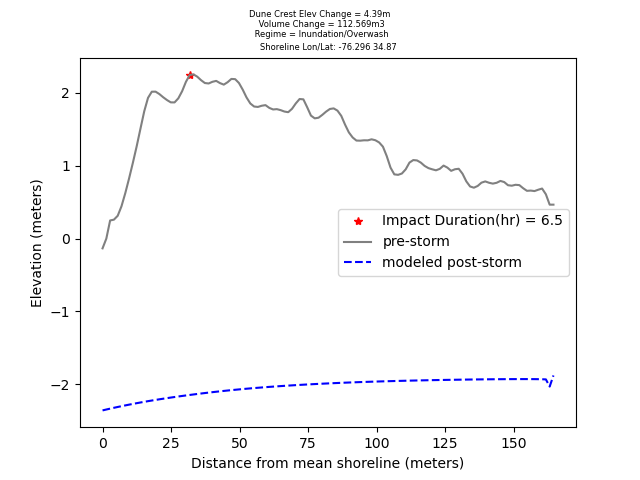 Dune Crest Elev Change = 4.39m
Volume Change = 112.569m3
Regime = Inundation/Overwash
Shoreline Lon/Lat: -76.296 34.87
2
1
0
−1
−2
Elevation (meters)
Impact Duration(hr) = 6.5
pre-storm
modeled post-storm
0 25 50 75 100 125 150
Distance from mean shoreline (meters)